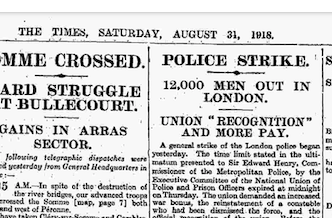 THE TIMES, SATURDAY, AUGUST 31, 1918.
MME CROSSED.
ARD STRUGGLE
AT BULLECOURT.
GAINS IN ARRAS
SECTOR.
following telegraphic dispatches were
ed yesterday from General Headquarters in
A.M.—In spite of the destruction of
the river bridges, our advanced troops
crossed the Somme [map, page 7] both
and west of Péronne.
POLICE STRIKE.
12,000 MEN OUT IN
LONDON.
UNION "RECOGNITION"
AND MORE PAY.
A general strike of the London police began
yesterday. The time limit stated in the ulti-
matum presented to Sir Edward Henry, Com-
missioner of the Metropolitan Police, by the
Executive Committee of the National Union of
Police and Prison Officers expired at midnight
on Thursday. The union demanded an increased
war bonus, the reinstatement of a constable
who had been dismissed the force, and the